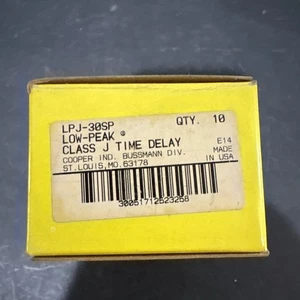 LPJ-30SP QTY. 10
LOW-PEAK ®
CLASS J TIME DELAY E14
COOPER IND. BUSSMANN DIV. MADE
ST. LOUIS, MO. 63178 IN USA
30051712523258